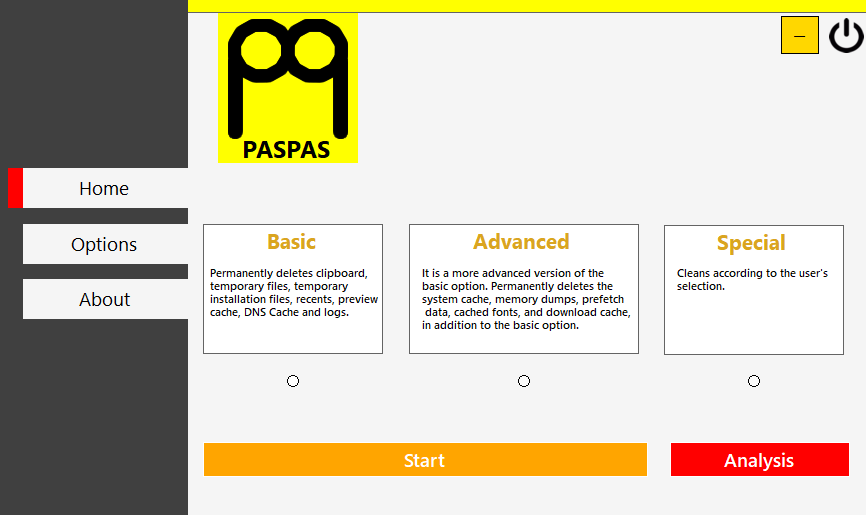 PASPAS
Home
Options
About
Basic
Permanently deletes clipboard,
temporary files, temporary
installation files, recents, preview
cache, DNS Cache and logs.
Advanced
It is a more advanced version of the
basic option. Permanently deletes the
system cache, memory dumps, prefetch
data, cached fonts, and download cache,
in addition to the basic option.
Special
Cleans according to the user's
selection.
Start
Analysis